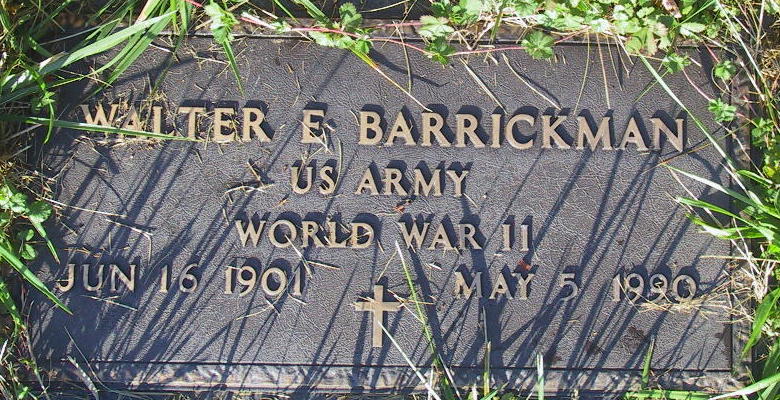 WALTER E BARRICKMAN
US ARMY
WORLD WAR II
JUN 16 1901 MAY 5 1990